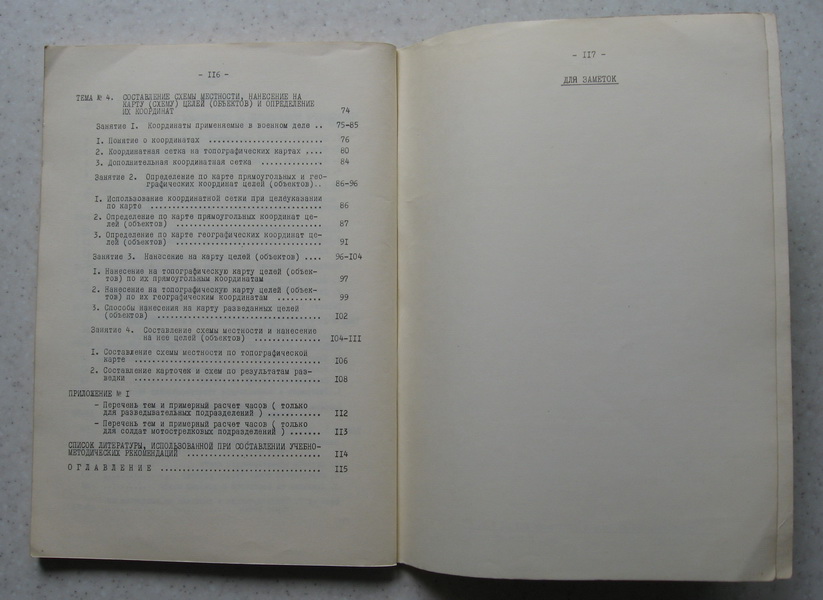 - II6 -
ТЕМА № 4. СОСТАВЛЕНИЕ СХЕМЫ МЕСТНОСТИ, НАНЕСЕНИЕ НА
КАРТУ (СХЕМУ) ЦЕЛЕЙ (ОБЪЕКТОВ) И ОПРЕДЕЛЕНИЕ
ИХ КООРДИНАТ 74
Занятие I. Координаты применяемые в военном деле .. 75-85
I. Понятие о координатах ........................ 76
2. Координатная сетка на топографических картах .... 80
3. Дополнительная координатная сетка ............. 84
Занятие 2. Определение по карте прямоугольных и гео-
графических координат целей (объектов).. 86-96
I. Использование координатной сетки при целеуказании
по карте .................................... 86
2. Определение по карте прямоугольных координат це-
лей (объектов) .............................. 87
3. Определение по карте географических координат це-
лей (объектов) .............................. 9I
Занятие 3. Нанесение на карту целей (объектов) .... 96-I04
I. Нанесение на топографическую карту целей (объек-
тов) по их прямоугольным координатам 97
2. Нанесение на топографическую карту целей (объек-
тов) по их географическим координатам ......... 99
3. Способы нанесения на карту разведанных целей
(объектов) .................................. I02
Занятие 4. Составление схемы местности и нанесение
на нее целей (объектов) .............. I04-III
I. Составление схемы местности по топографической
карте ....................................... I06
2. Составление карточек и схем по результатам раз-
ведки ....................................... I08
ПРИЛОЖЕНИЕ № I
- Перечень тем и примерный расчет часов ( только
для разведывательных подразделений ) ............ II2
- Перечень тем и примерный расчет часов ( только
для солдат мотострелковых подразделений ) ....... II3
СПИСОК ЛИТЕРАТУРЫ, ИСПОЛЬЗОВАННОЙ ПРИ СОСТАВЛЕНИИ УЧЕБНО-
МЕТОДИЧЕСКИХ РЕКОМЕНДАЦИЙ ............................ II4
О Г Л А В Л Е Н И Е .................................. II5
- II7 -
ДЛЯ ЗАМЕТОК